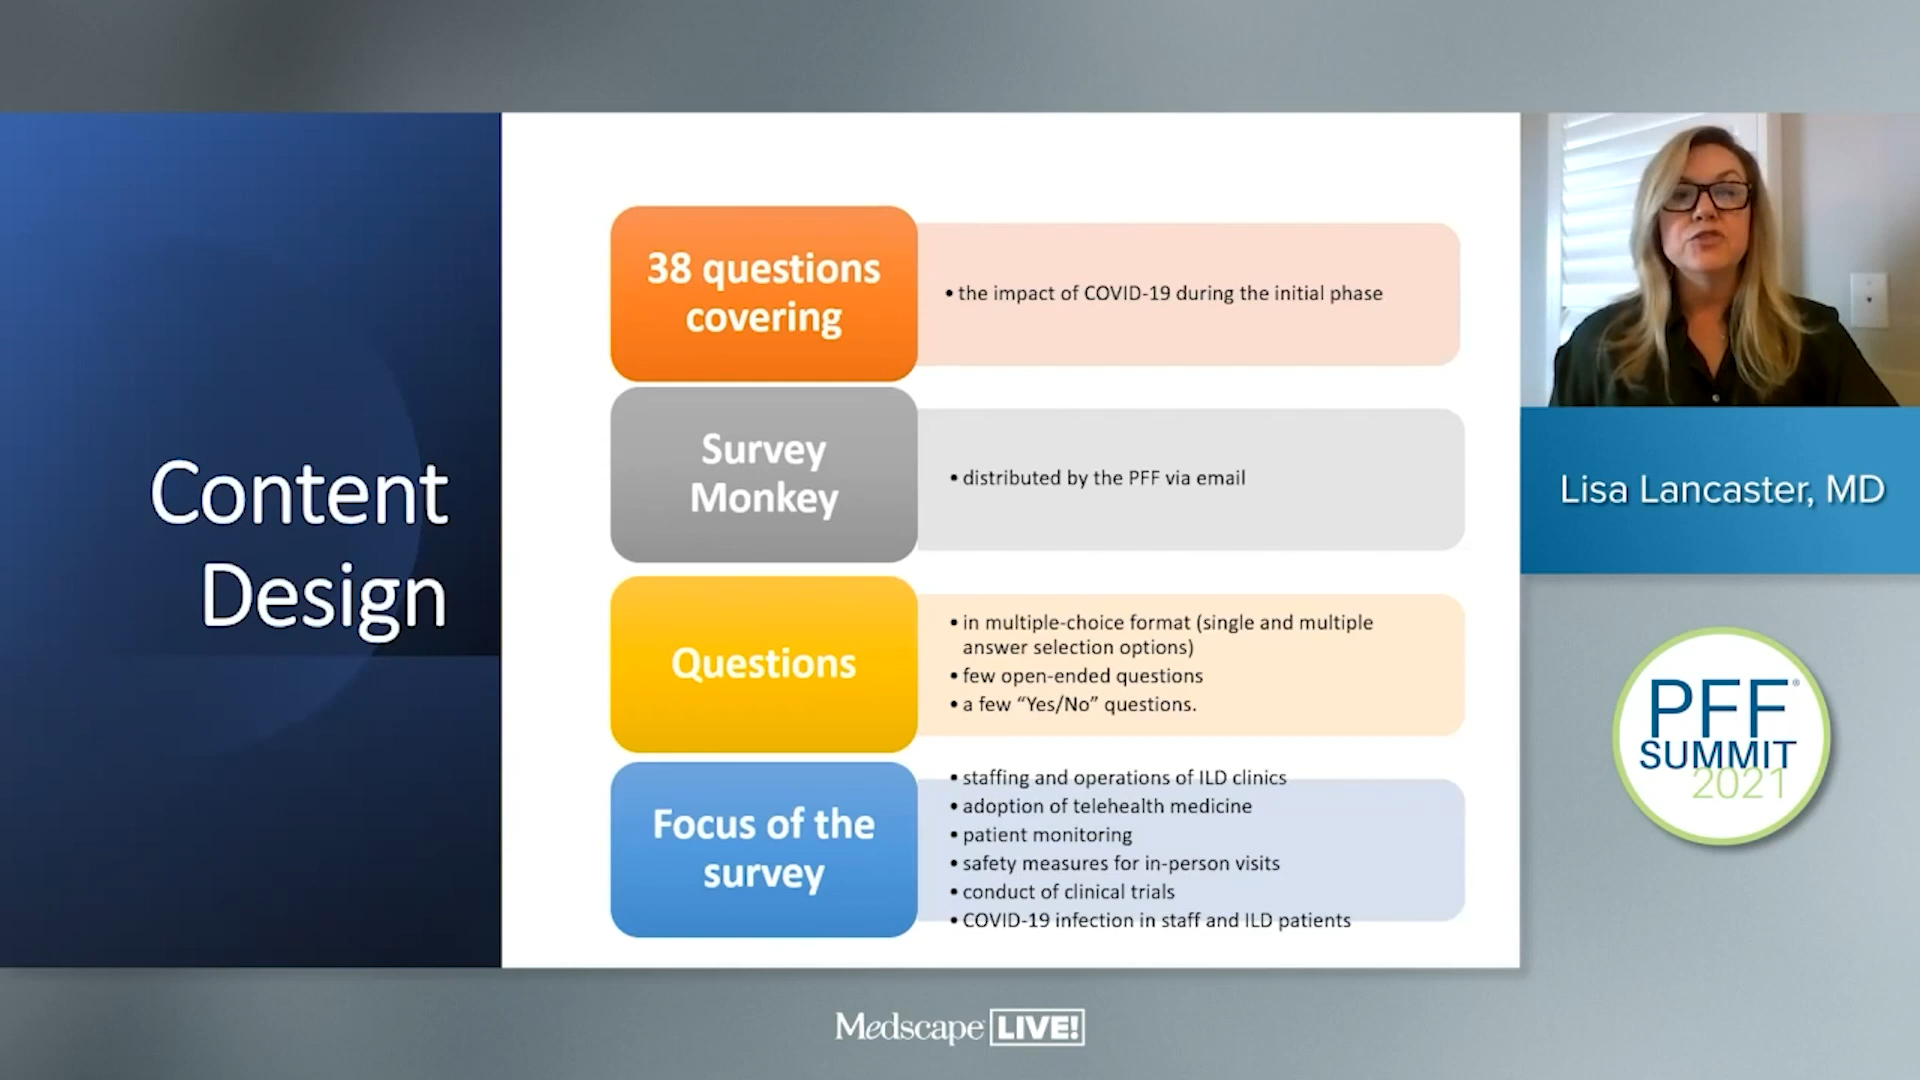 Content
Design
38 questions
covering
• the impact of COVID-19 during the initial phase
Survey
Monkey
• distributed by the PFF via email
Questions
• in multiple-choice format (single and multiple
answer selection options)
• few open-ended questions
• a few “Yes/No” questions.
Focus of the
survey
• staffing and operations of ILD clinics
• adoption of telehealth medicine
• patient monitoring
• safety measures for in-person visits
• conduct of clinical trials
• COVID-19 infection in staff and ILD patients
Lisa Lancaster, MD
PFF®
SUMMIT
2021
Medscape LIVE!